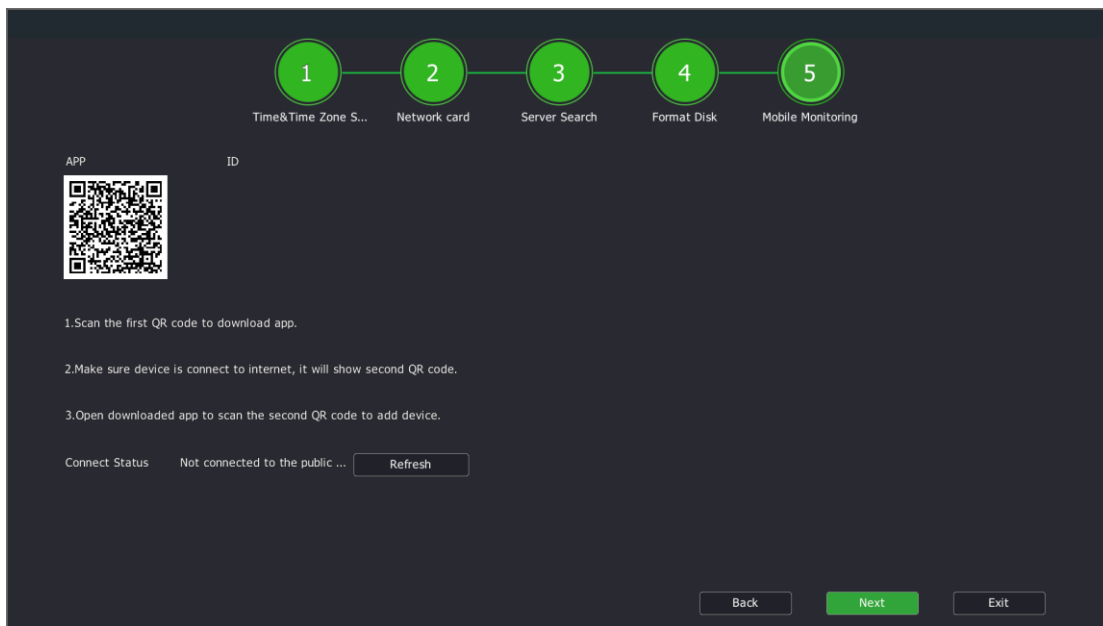 1 2 3 4 5
Time&Time Zone S... Network card Server Search Format Disk Mobile Monitoring
APP ID
1.Scan the first QR code to download app.
2.Make sure device is connect to internet, it will show second QR code.
3.Open downloaded app to scan the second QR code to add device.
Connect Status Not connected to the public ... Refresh
Back Next Exit